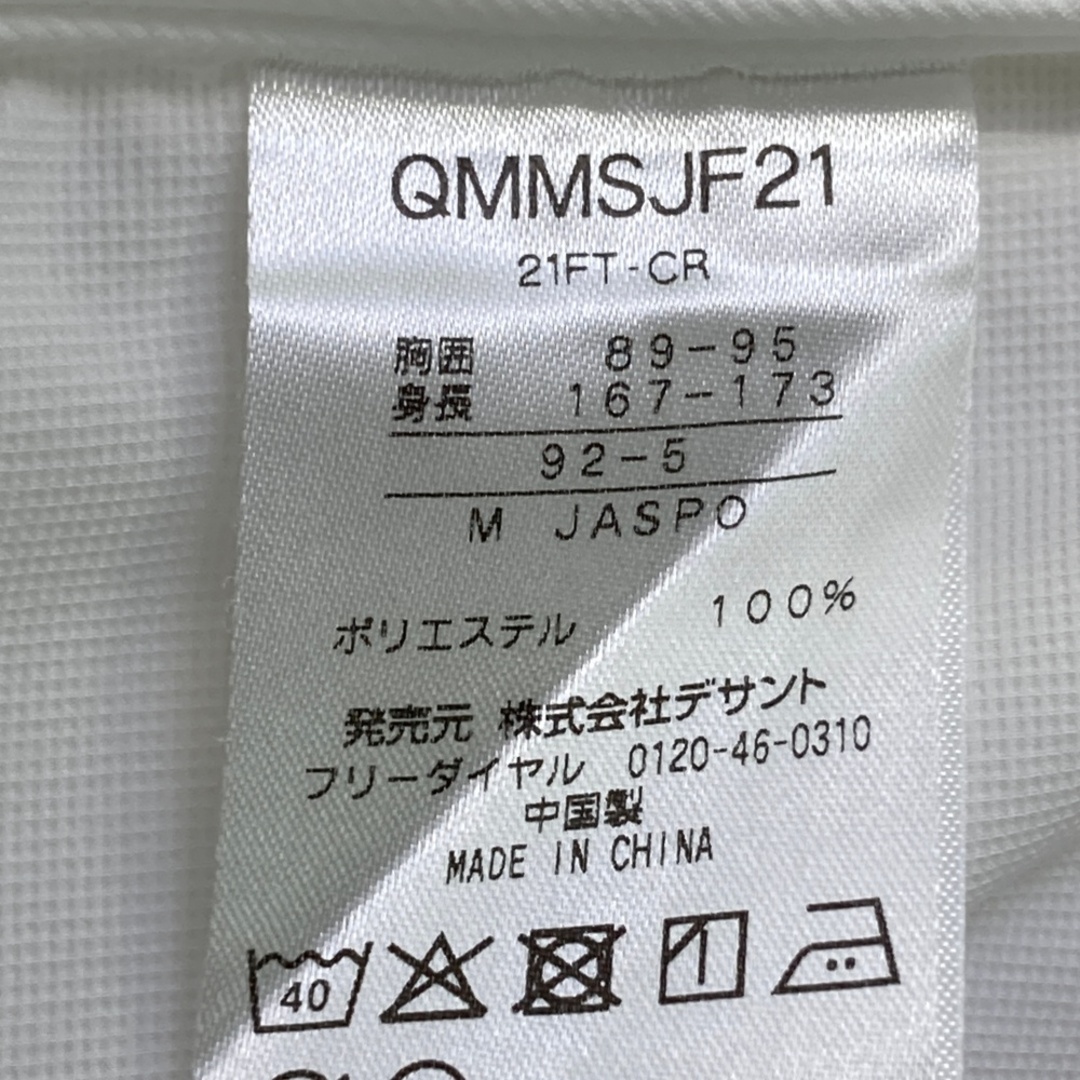 QMMSJF21
21FT-CR
胸囲 89-95
身長 167-173
92-5
M JASPO
ポリエステル 100%
発売元 株式会社デサント
フリーダイヤル 0120-46-0310
中国製
MADE IN CHINA
40